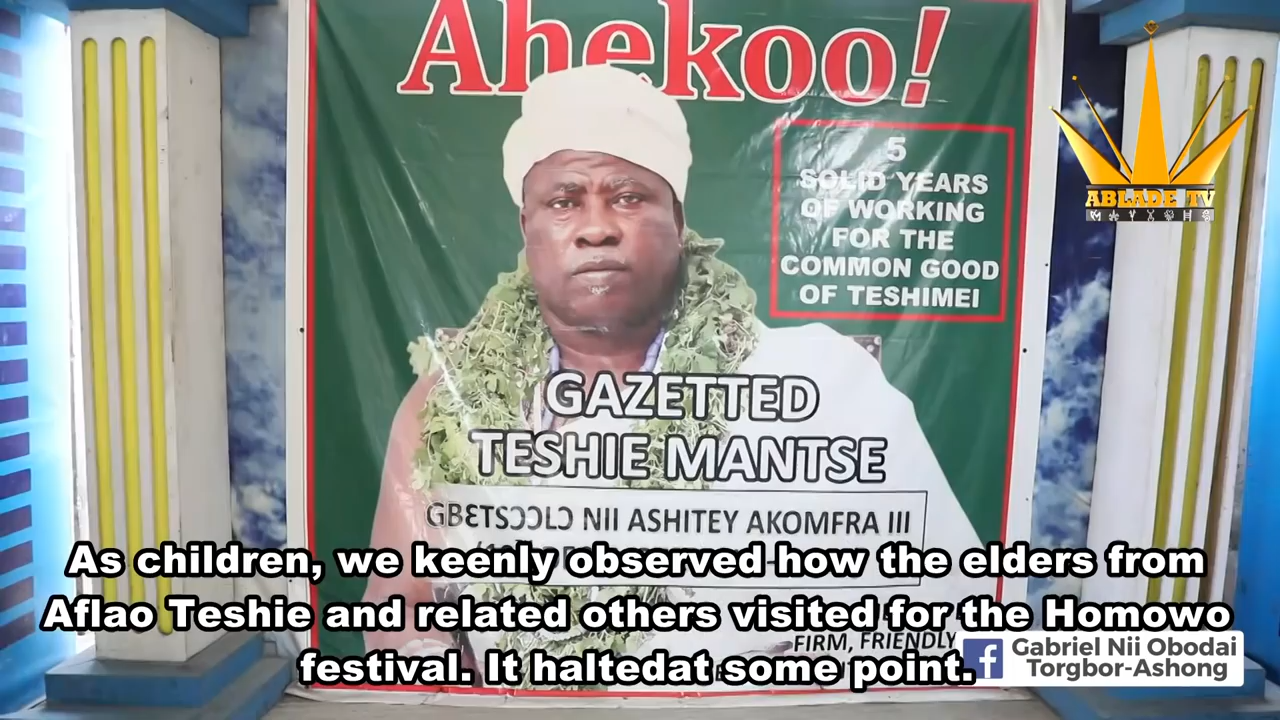 Ahekoo!
5
SOLID YEARS
OF WORKING
FOR THE
COMMON GOOD
OF TESHIMEI
ABLADE TV
GAZETTED
TESHIE MANTSE
GBƐTSƆƆLƆ NII ASHITEY AKOMFRA III
As children, we keenly observed how the elders from
Aflao Teshie and related others visited for the Homowo
festival. It haltedat some point.
FIRM, FRIENDLY
Gabriel Nii Obodai
Torgbor-Ashong